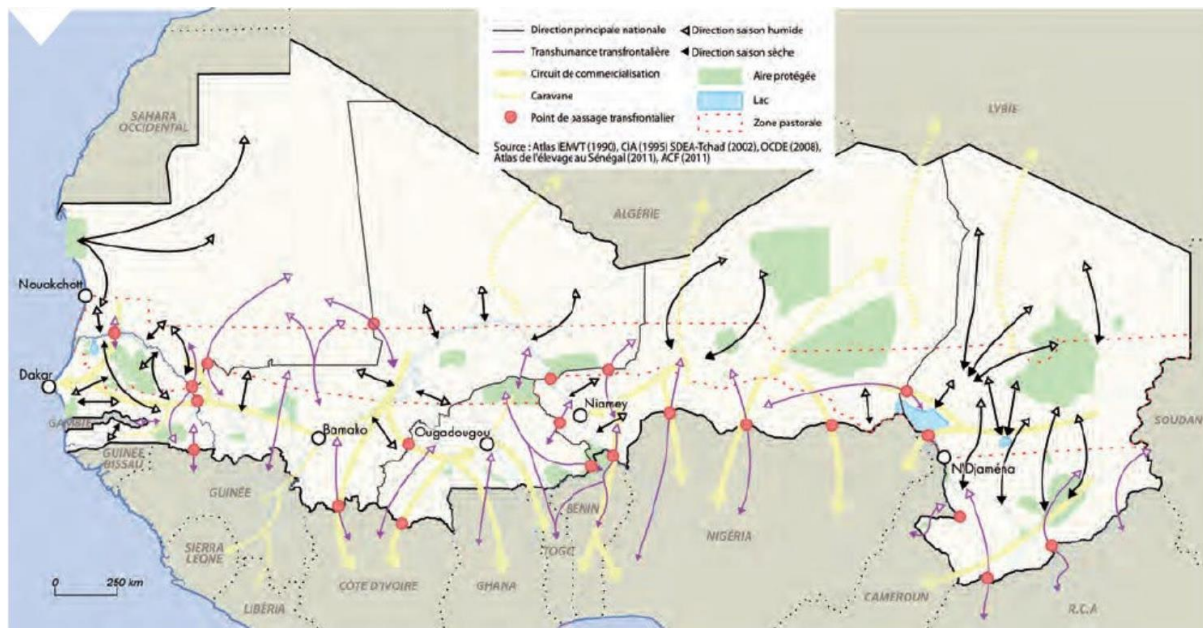 Direction principale nationale
Transhumance transfrontalière
Circuit de commercialisation
Caravane
Point de passage transfrontalier
Direction saison humide
Direction saison sèche
Aire protégée
Lac
Zone pastorale
Source : Atlas IEMVT (1990), CIA (1995) SDEA-Tchad (2002), OCDE (2008),
Atlas de l'élevage au Sénégal (2011), ACF (2011)
SAHARA
OCCIDENTAL
LYBIE
ALGÉRIE
Nouakchott
Dakar
GAMBIE
GUINÉE
BISSAU
Bamako
Ougadougou
Niamey
N'Djaména
SOUDAN
GUINÉE
SIERRA
LEONE
LIBÉRIA
CÔTE D'IVOIRE
GHANA
TOGO
BENIN
NIGÉRIA
CAMEROUN
R.C.A
0 250 km